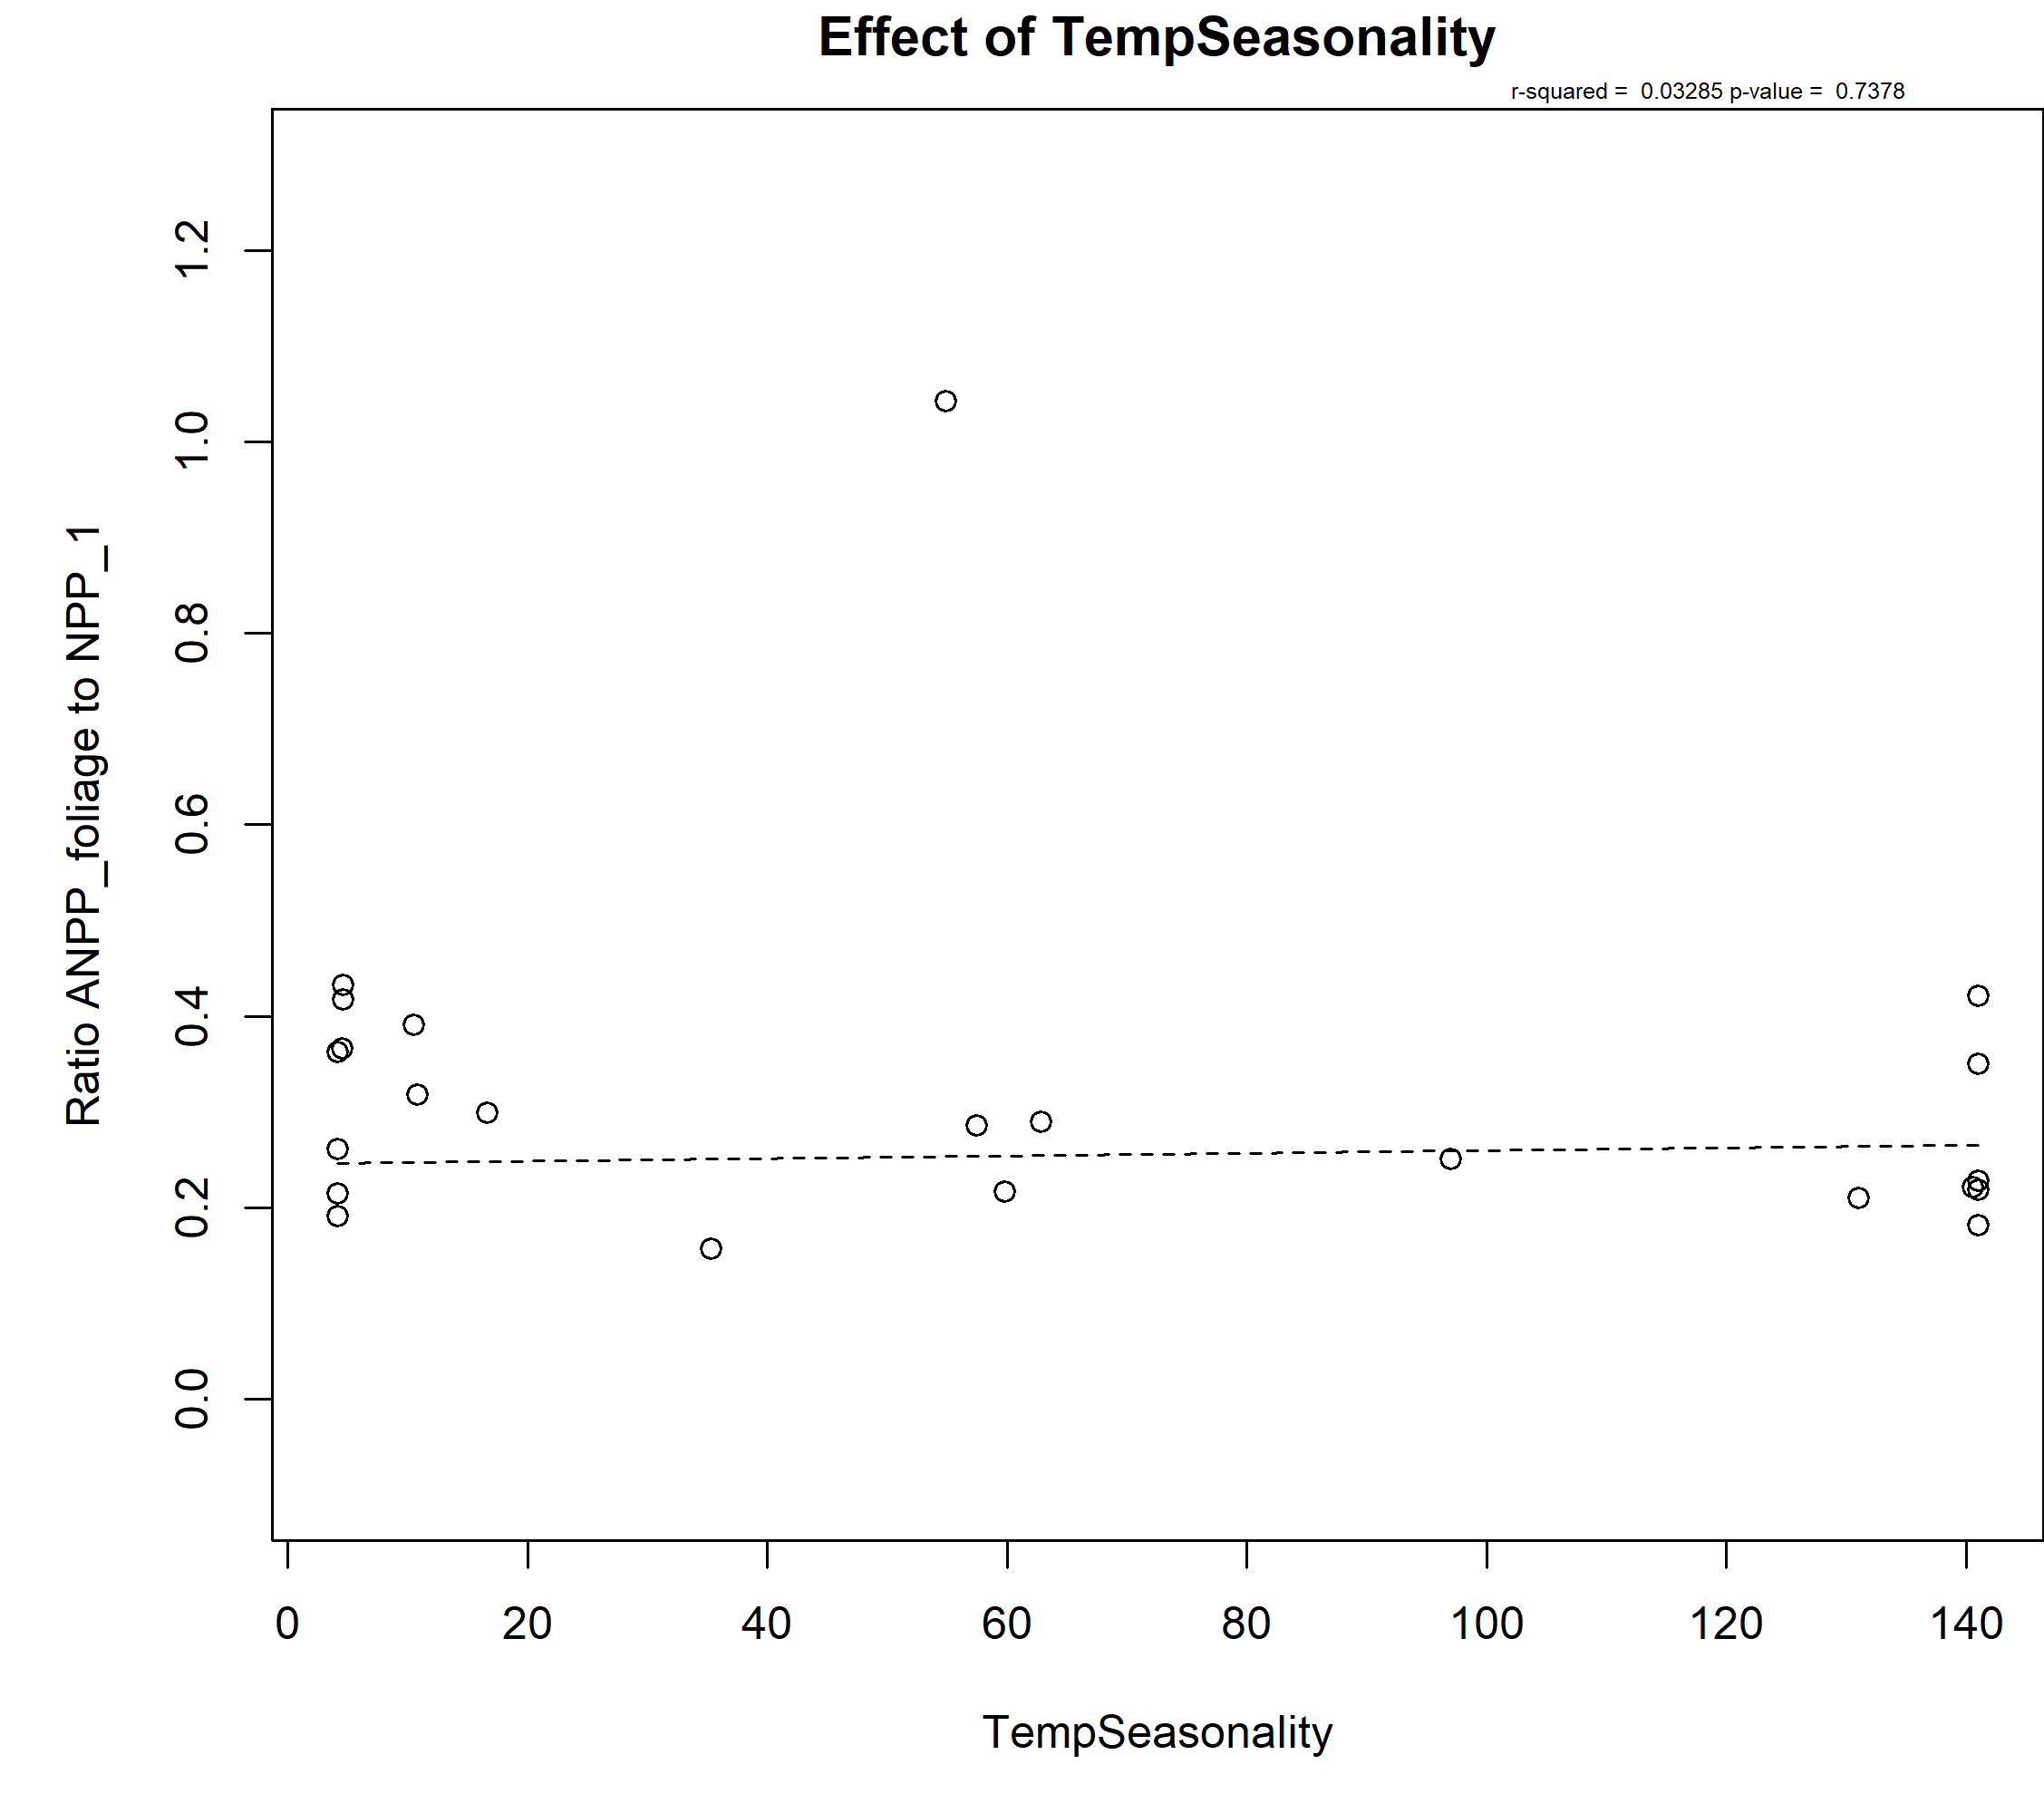 Effect of TempSeasonality
r-squared = 0.03285 p-value = 0.7378
Ratio ANPP_foliage to NPP_1
1.2
1.0
0.8
0.6
0.4
0.2
0.0
0 20 40 60 80 100 120 140
TempSeasonality